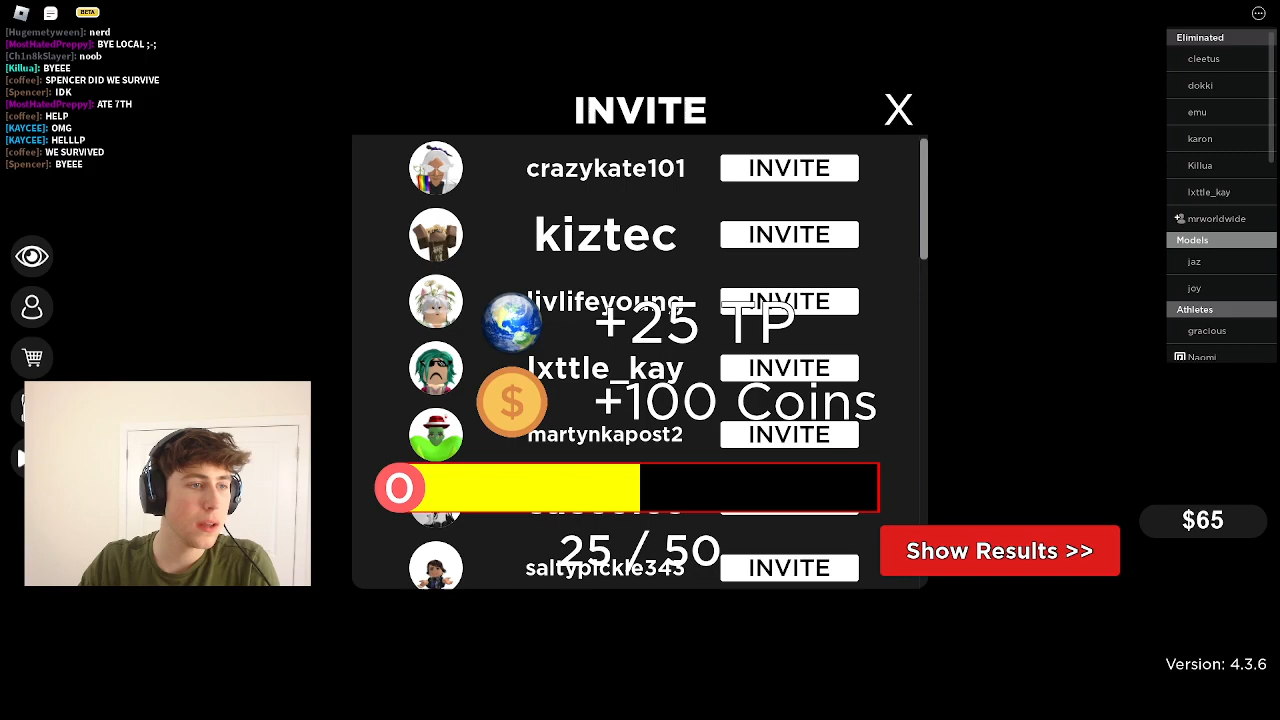 BETA
[Hugemetyween]: nerd
[MostHatedPreppy]: BYE LOCAL ;-;
[Ch1n8kSlayer]: noob
[Killua]: BYEEE
[coffee]: SPENCER DID WE SURVIVE
[Spencer]: IDK
[MostHatedPreppy]: ATE 7TH
[coffee]: HELP
[KAYCEE]: OMG
[KAYCEE]: HELLLP
[coffee]: WE SURVIVED
[Spencer]: BYEEE
INVITE
X
crazykate101 INVITE
kiztec INVITE
livlifeyoung INVITE
+25 TP
lxttle_kay INVITE
$ +100 Coins
martynkapost2 INVITE
0
25 / 50
saltypickle343 INVITE
Show Results >>
Eliminated
cleetus
dokki
emu
karon
Killua
lxttle_kay
mrworldwide
Models
jaz
joy
Athletes
gracious
Naomi
$65
Version: 4.3.6